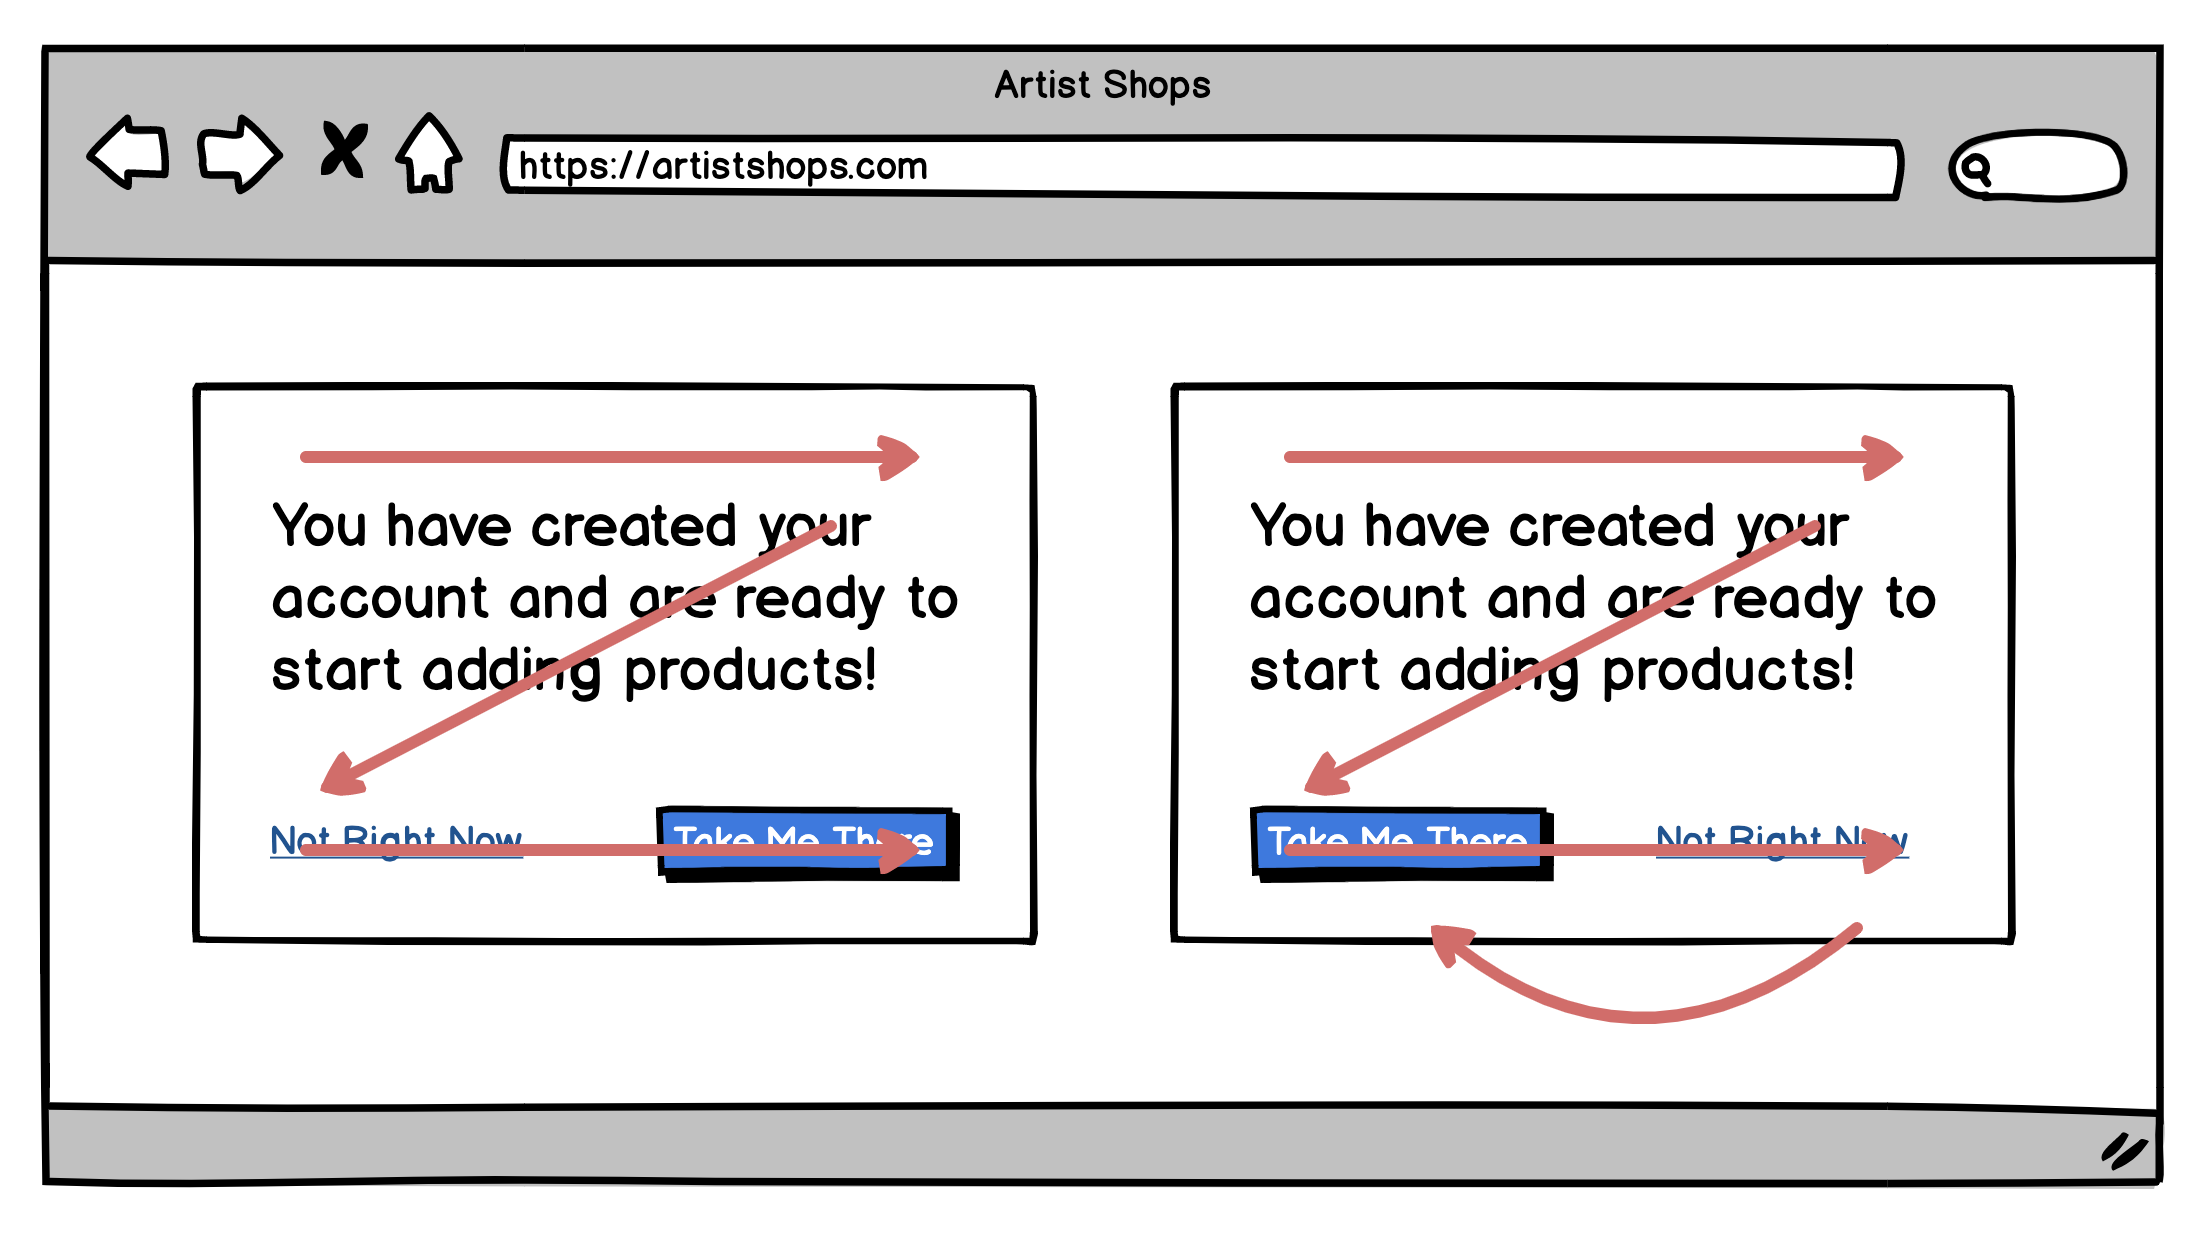 Artist Shops
https://artistshops.com
You have created your
account and are ready to
start adding products!
Not Right Now
Take Me There
You have created your
account and are ready to
start adding products!
Take Me There
Not Right Now